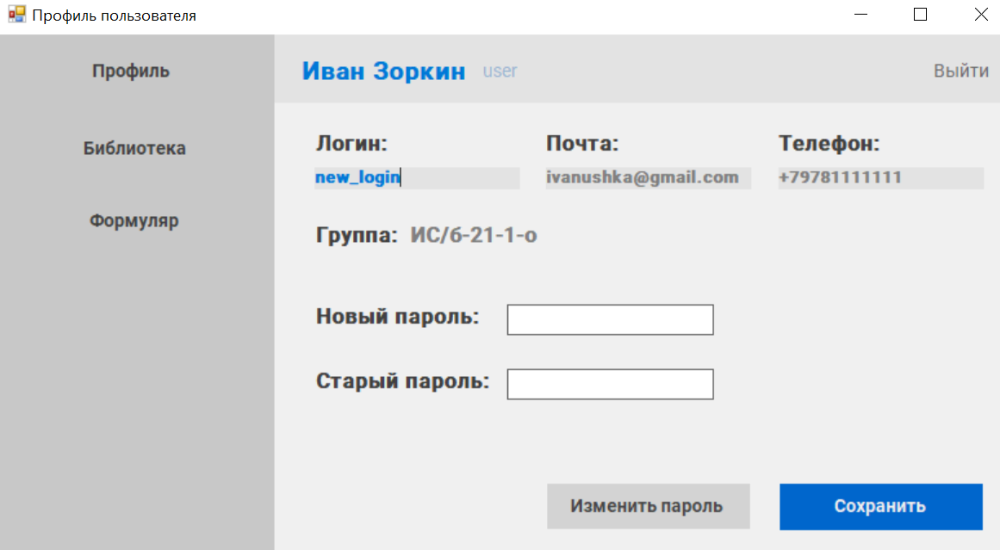 Профиль пользователя
Профиль
Библиотека
Формуляр
Иван Зоркин user
Выйти
Логин: Почта: Телефон:
new_login ivanushka@gmail.com +79781111111
Группа: ИС/б-21-1-о
Новый пароль:
Старый пароль:
Изменить пароль Сохранить